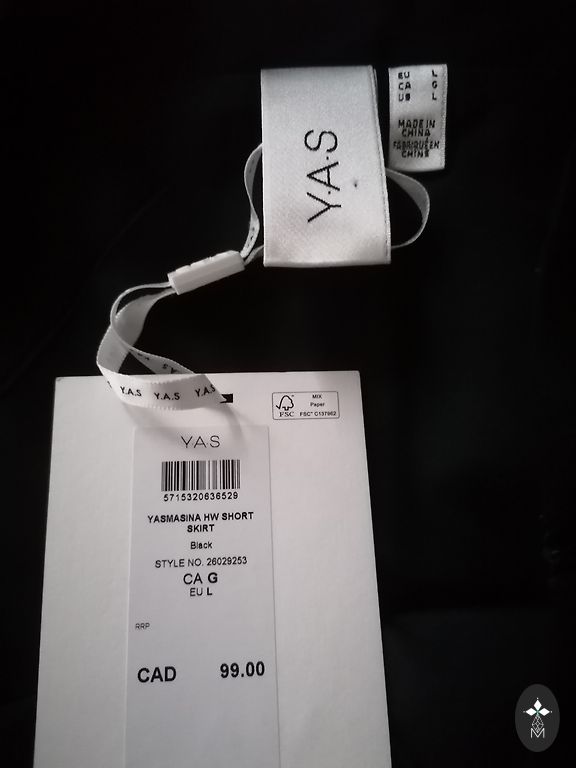 EU L
CA G
US L
MADE IN
CHINA
FABRIQUÉ EN
CHINE
Y.A.S
Y.A.S Y.A.S Y.A.S
MIX
Paper
FSC
FSC® C137962
Y.A.S
5715320636529
YASMASINA HW SHORT
SKIRT
Black
STYLE NO. 26029253
CA G
EU L
RRP
CAD 99.00
M